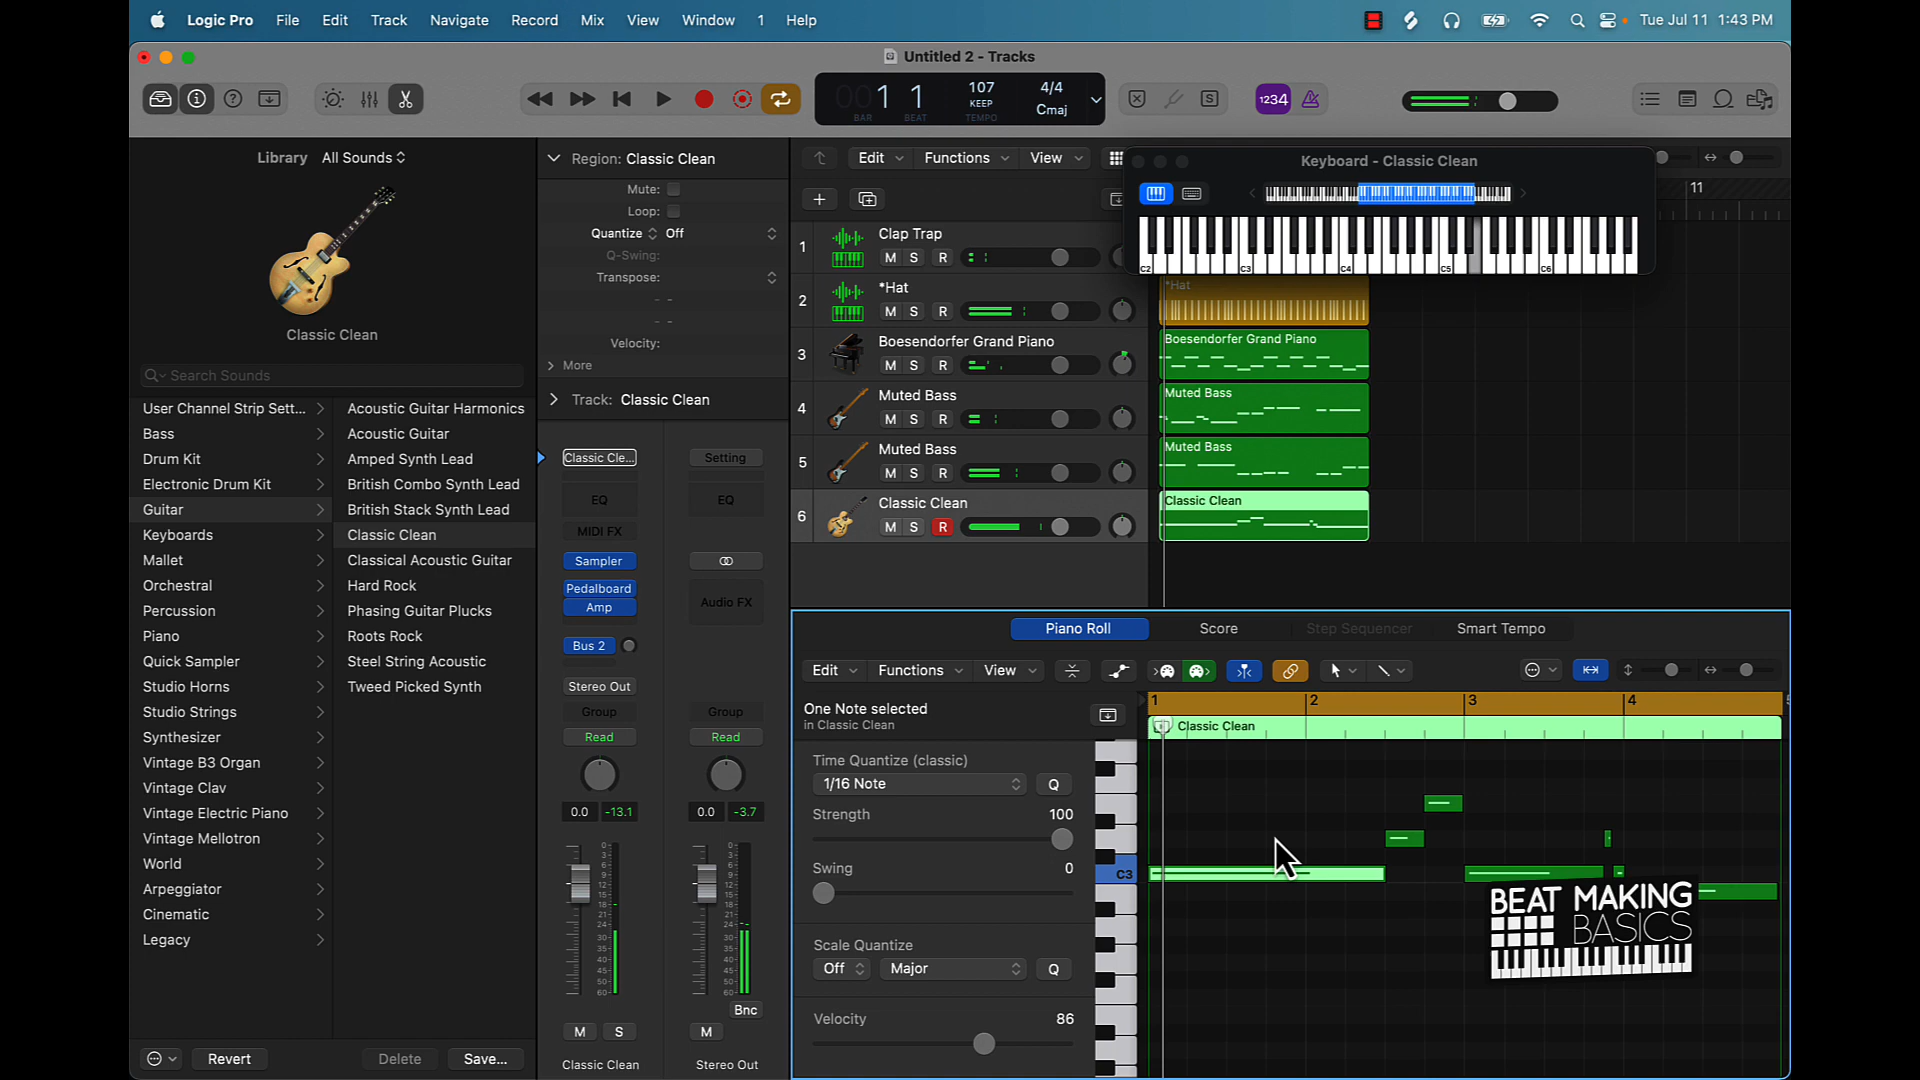 Logic Pro File Edit Track Navigate Record Mix View Window 1 Help Tue Jul 11 1:43 PM
Untitled 2 - Tracks
001 1 107 4/4
KEEP Cmaj
BAR BEAT TEMPO
1234
Library All Sounds
Classic Clean
Search Sounds
User Channel Strip Sett...
Bass
Drum Kit
Electronic Drum Kit
Guitar
Keyboards
Mallet
Orchestral
Percussion
Piano
Quick Sampler
Studio Horns
Studio Strings
Synthesizer
Vintage B3 Organ
Vintage Clav
Vintage Electric Piano
Vintage Mellotron
World
Arpeggiator
Cinematic
Legacy
Acoustic Guitar Harmonics
Acoustic Guitar
Amped Synth Lead
British Combo Synth Lead
British Stack Synth Lead
Classic Clean
Classical Acoustic Guitar
Hard Rock
Phasing Guitar Plucks
Roots Rock
Steel String Acoustic
Tweed Picked Synth
Revert Delete Save...
Region: Classic Clean
Mute:
Loop:
Quantize Off
Q-Swing:
Transpose:
Velocity:
More
Track: Classic Clean
Classic Cle... Setting
EQ EQ
MIDI FX
Sampler
Pedalboard
Amp Audio FX
Bus 2
Stereo Out
Group Group
Read Read
0.0 -13.1 0.0 -3.7
Bnc
M S M
Classic Clean Stereo Out
Edit Functions View
Keyboard - Classic Clean
C2 C3 C4 C5 C6
11
1 Clap Trap
M S R
2 *Hat
M S R
3 Boesendorfer Grand Piano
M S R
4 Muted Bass
M S R
5 Muted Bass
M S R
6 Classic Clean
M S R
*Hat
Boesendorfer Grand Piano
Muted Bass
Muted Bass
Classic Clean
Piano Roll Score Step Sequencer Smart Tempo
Edit Functions View
One Note selected
in Classic Clean
1 2 3 4
Classic Clean
Time Quantize (classic)
1/16 Note Q
Strength 100
Swing 0
Scale Quantize
Off Major Q
Velocity 86
C3
BEAT MAKING
BASICS